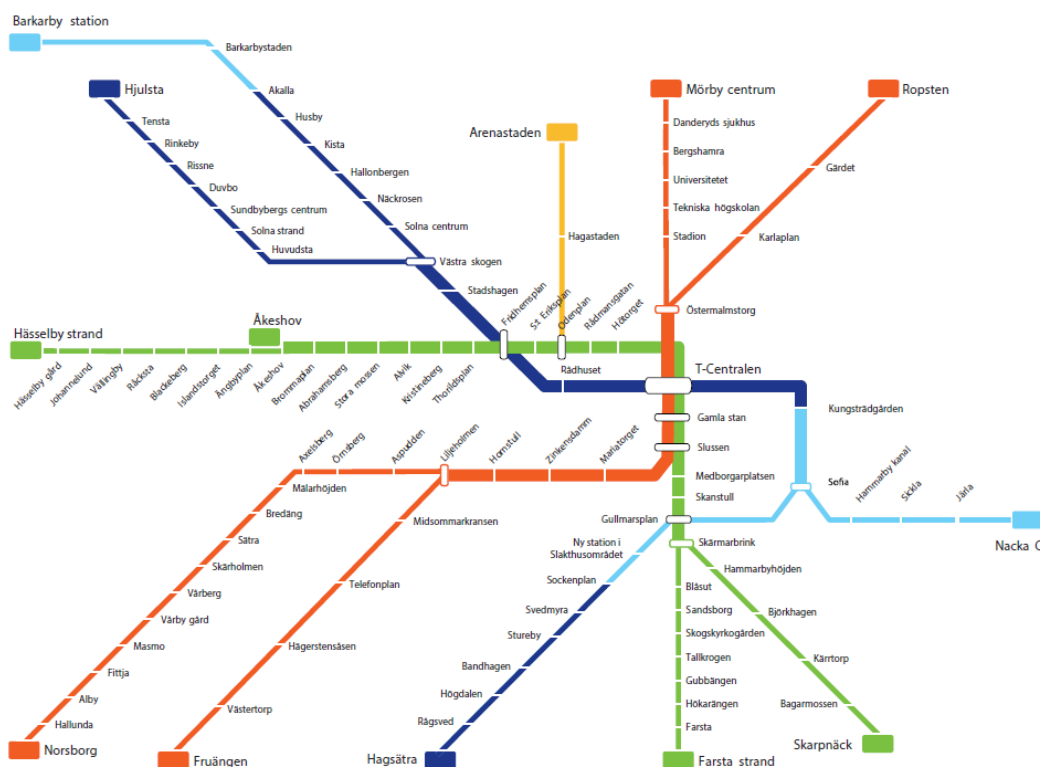 Barkarby station
Barkarbystaden
Hjulsta
Akalla
Mörby centrum
Ropsten
Tensta
Husby
Danderyds sjukhus
Rinkeby
Kista
Arenastaden
Bergshamra
Rissne
Hallonbergen
Gärdet
Duvbo
Näckrosen
Universitetet
Sundbybergs centrum
Tekniska högskolan
Solna strand
Solna centrum
Hagastaden
Stadion
Karlaplan
Huvudsta
Västra skogen
Stadshagen
Östermalmstorg
Fridhemsplan
S:t Eriksplan
Odenplan
Rådmansgatan
Hötorget
Hässelby strand
Åkeshov
Hässelby gård
Johannelund
Vällingby
Råcksta
Blackeberg
Islandstorget
Ängbyplan
Åkeshov
Brommaplan
Abrahamsberg
Stora mossen
Alvik
Kristineberg
Thorildsplan
Rådhuset
T-Centralen
Kungsträdgården
Gamla stan
Slussen
Axelsberg
Örnsberg
Aspudden
Liljeholmen
Hornstull
Zinkensdamm
Mariatorget
Medborgarplatsen
Skanstull
Sofia
Hammarby kanal
Sickla
Järla
Nacka C
Mälarhöjden
Bredäng
Sätra
Skärholmen
Vårberg
Vårby gård
Masmo
Fittja
Alby
Hallunda
Norsborg
Midsommarkransen
Telefonplan
Hägerstensåsen
Västertorp
Fruängen
Gullmarsplan
Ny station i
Slakthusområdet
Sockenplan
Svedmyra
Stureby
Bandhagen
Högdalen
Rågsved
Hagsätra
Skärmarbrink
Hammarbyhöjden
Blåsut
Sandsborg
Björkhagen
Skogskyrkogården
Tallkrogen
Kärrtorp
Gubbängen
Hökarängen
Bagarmossen
Farsta
Skarpnäck
Farsta strand